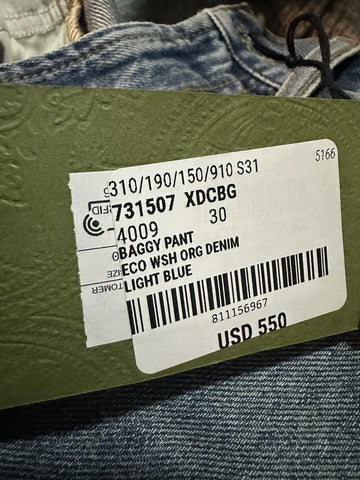 310/190/150/910 S31
5166
RFID
731507 XDCBG
4009 30
BAGGY PANT
ECO WSH ORG DENIM
LIGHT BLUE
811156967
USD 550